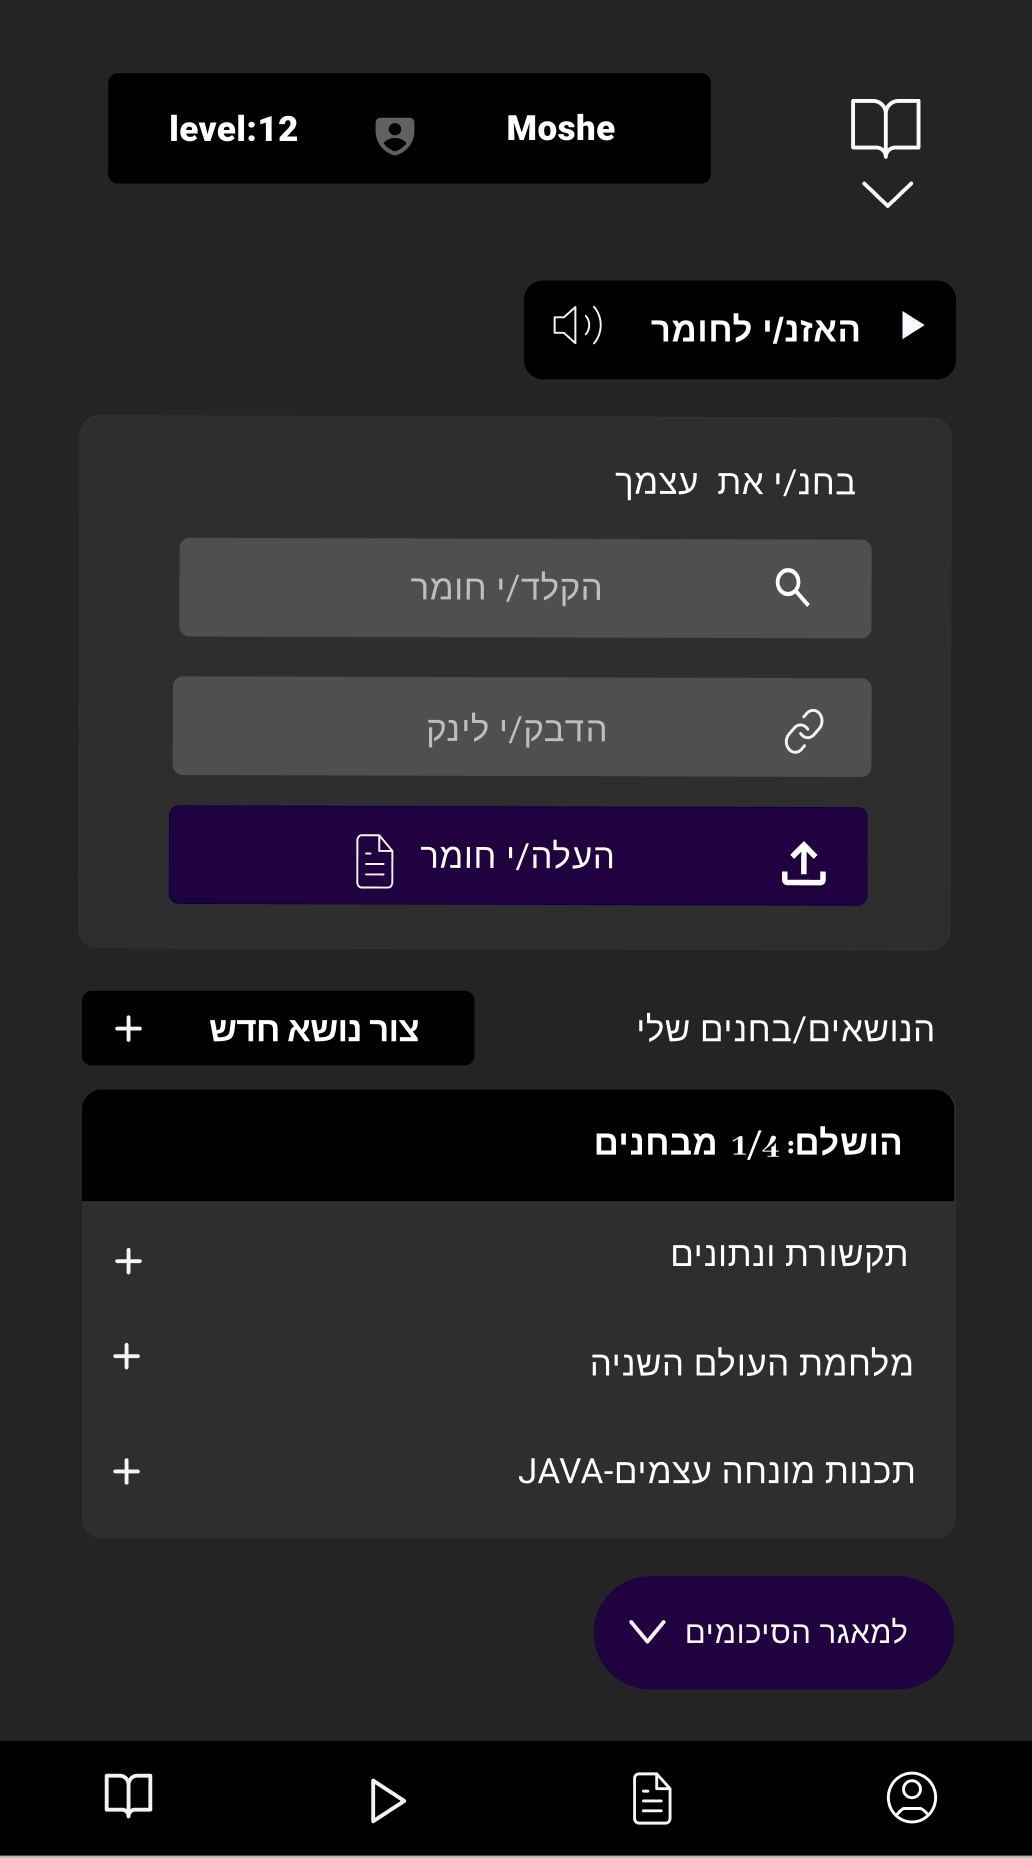 Moshe
level:12
האזנ/י לחומר
בחנ/י את עצמך
הקלד/י חומר
הדבק/י לינק
העלה/י חומר
הנושאים/בחנים שלי
צור נושא חדש
הושלם: 1/4 מבחנים
תקשורת ונתונים
מלחמת העולם השניה
תכנות מונחה עצמים-JAVA
למאגר הסיכומים